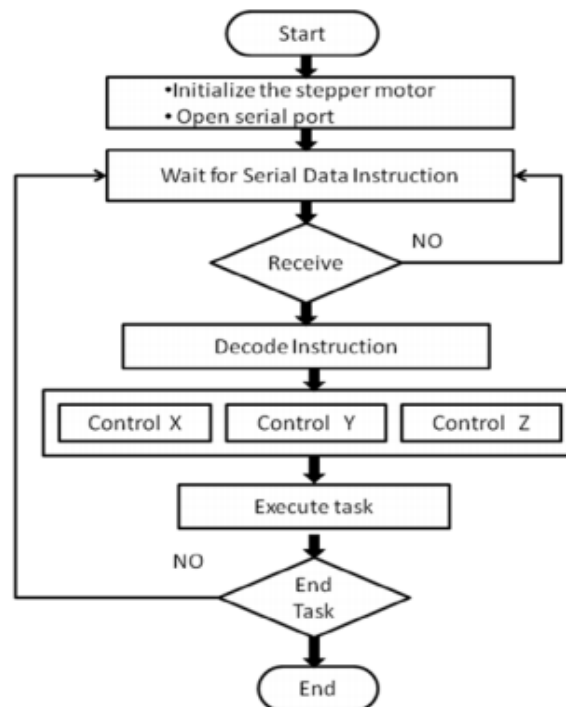 Start
•Initialize the stepper motor
• Open serial port
Wait for Serial Data Instruction
NO
Receive
Decode Instruction
Control X
Control Y
Control Z
Execute task
NO
End
Task
End